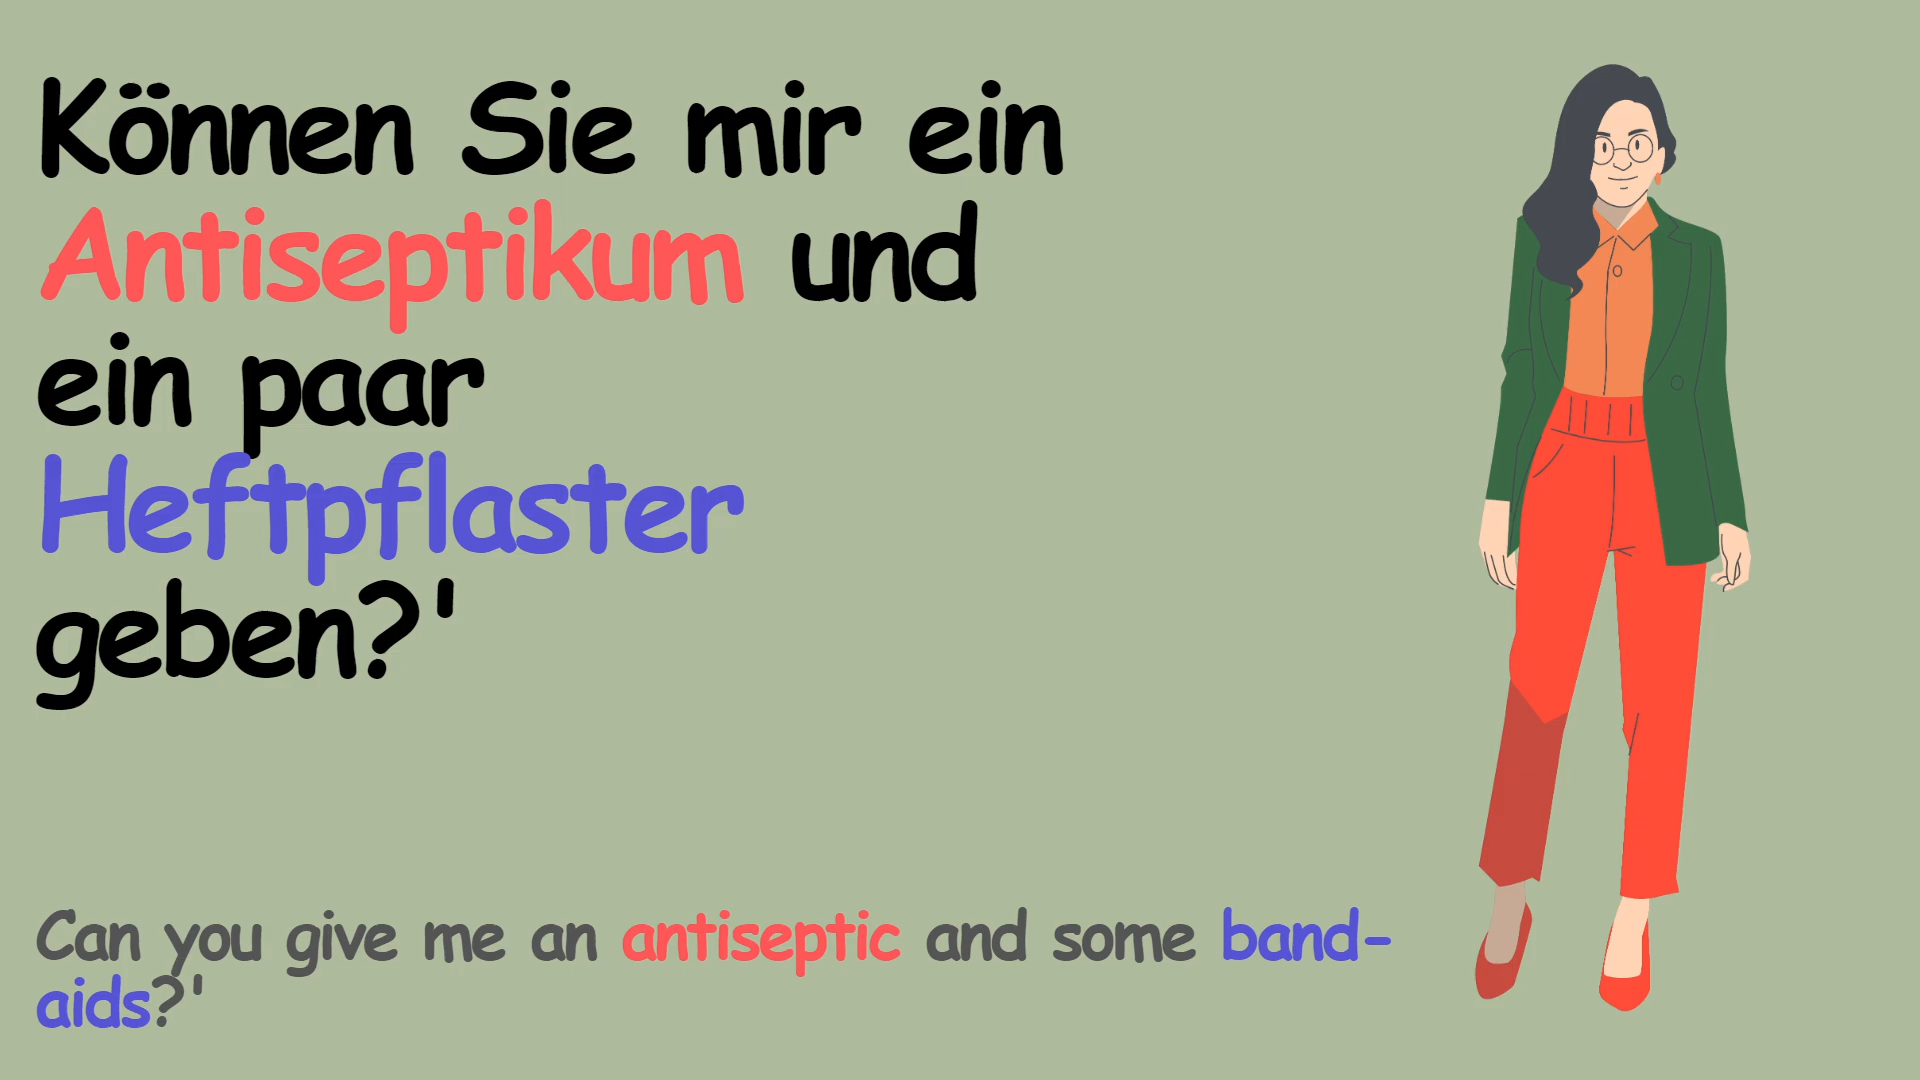 Können Sie mir ein
Antiseptikum und
ein paar
Heftpflaster
geben?'
Can you give me an antiseptic and some band-
aids?'